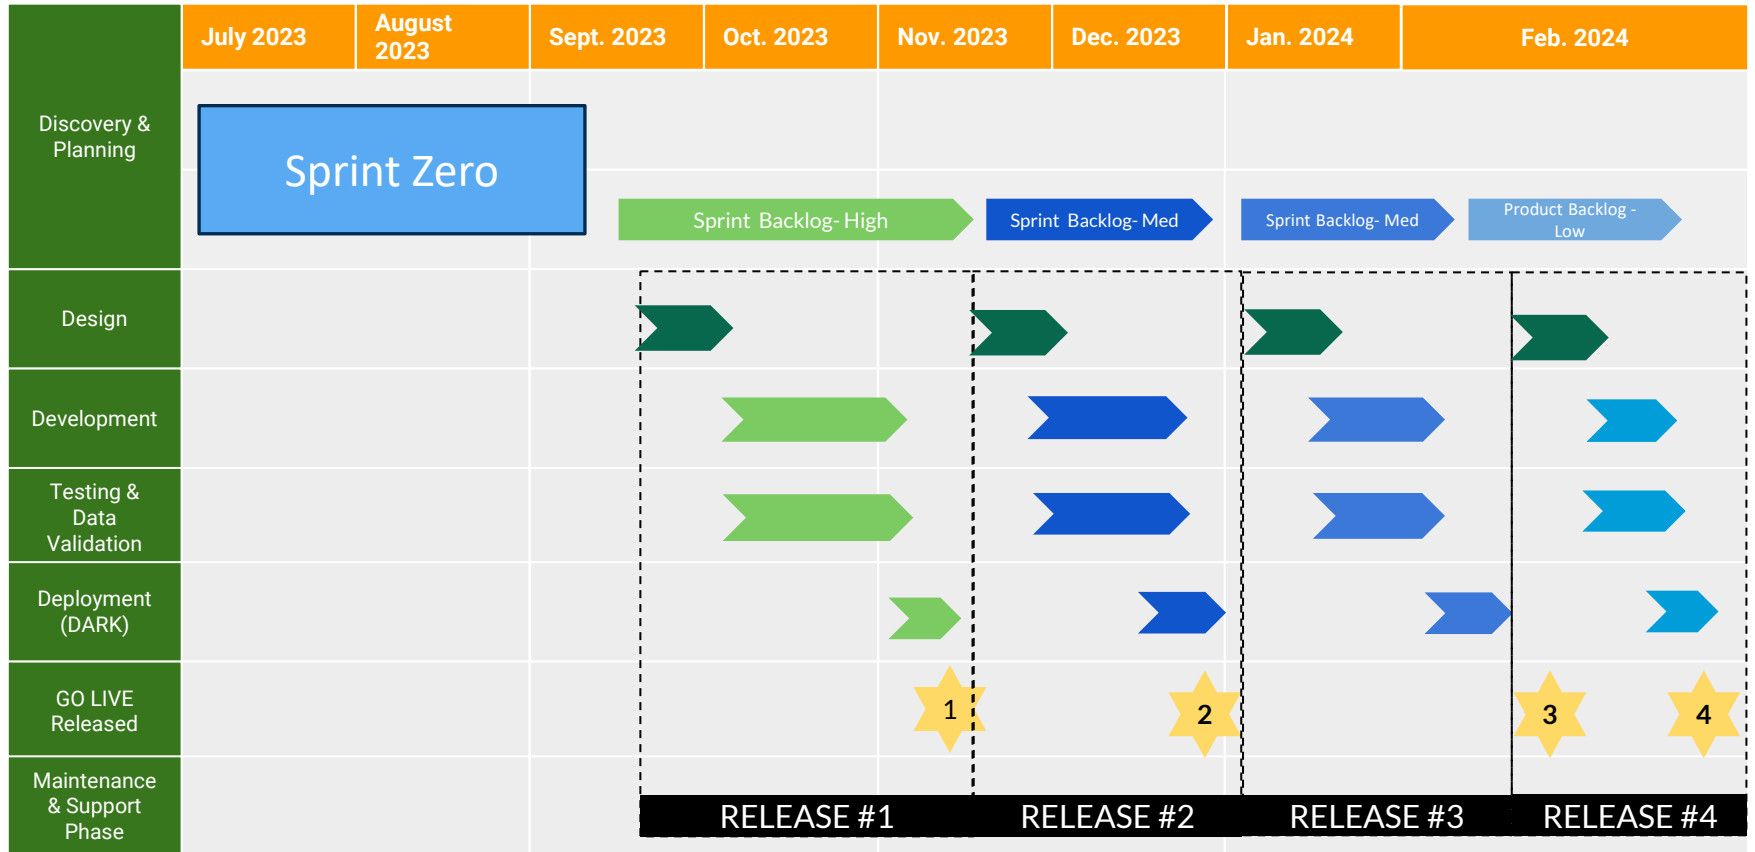 July 2023
August
2023
Sept. 2023
Oct. 2023
Nov. 2023
Dec. 2023
Jan. 2024
Feb. 2024
Discovery &
Planning
Sprint Zero
Sprint Backlog- High
Sprint Backlog- Med
Sprint Backlog- Med
Product Backlog -
Low
Design
Development
Testing &
Data
Validation
Deployment
(DARK)
GO LIVE
Released
1
2
3
4
Maintenance
& Support
Phase
RELEASE #1
RELEASE #2
RELEASE #3
RELEASE #4